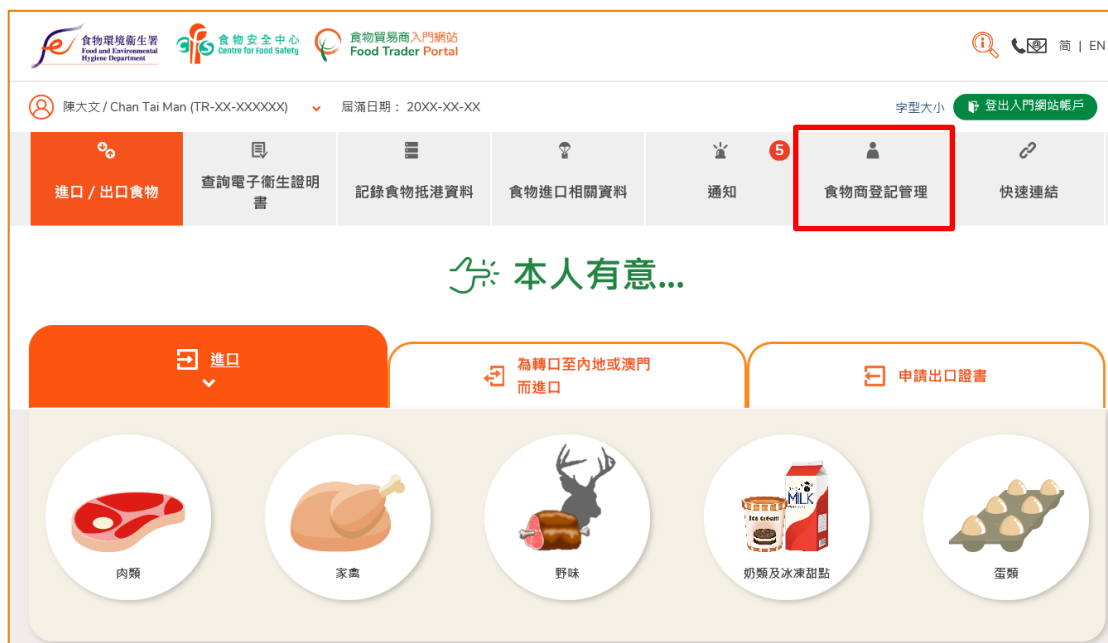 食物環境衞生署
Food and Environmental
Hygiene Department
cfs
食物安全中心
Centre for Food Safety
食物貿易商入門網站
Food Trader Portal
简 | EN
陳大文 / Chan Tai Man (TR-XX-XXXXXX)
屆滿日期： 20XX-XX-XX
字型大小
登出入門網站帳戶
進口 / 出口食物
查詢電子衞生證明
書
記錄食物抵港資料
食物進口相關資料
通知
5
食物商登記管理
快速連結
本人有意...
進口
為轉口至內地或澳門
而進口
申請出口證書
肉類
家禽
野味
MILK
Ice cream
奶類及冰凍甜點
蛋類